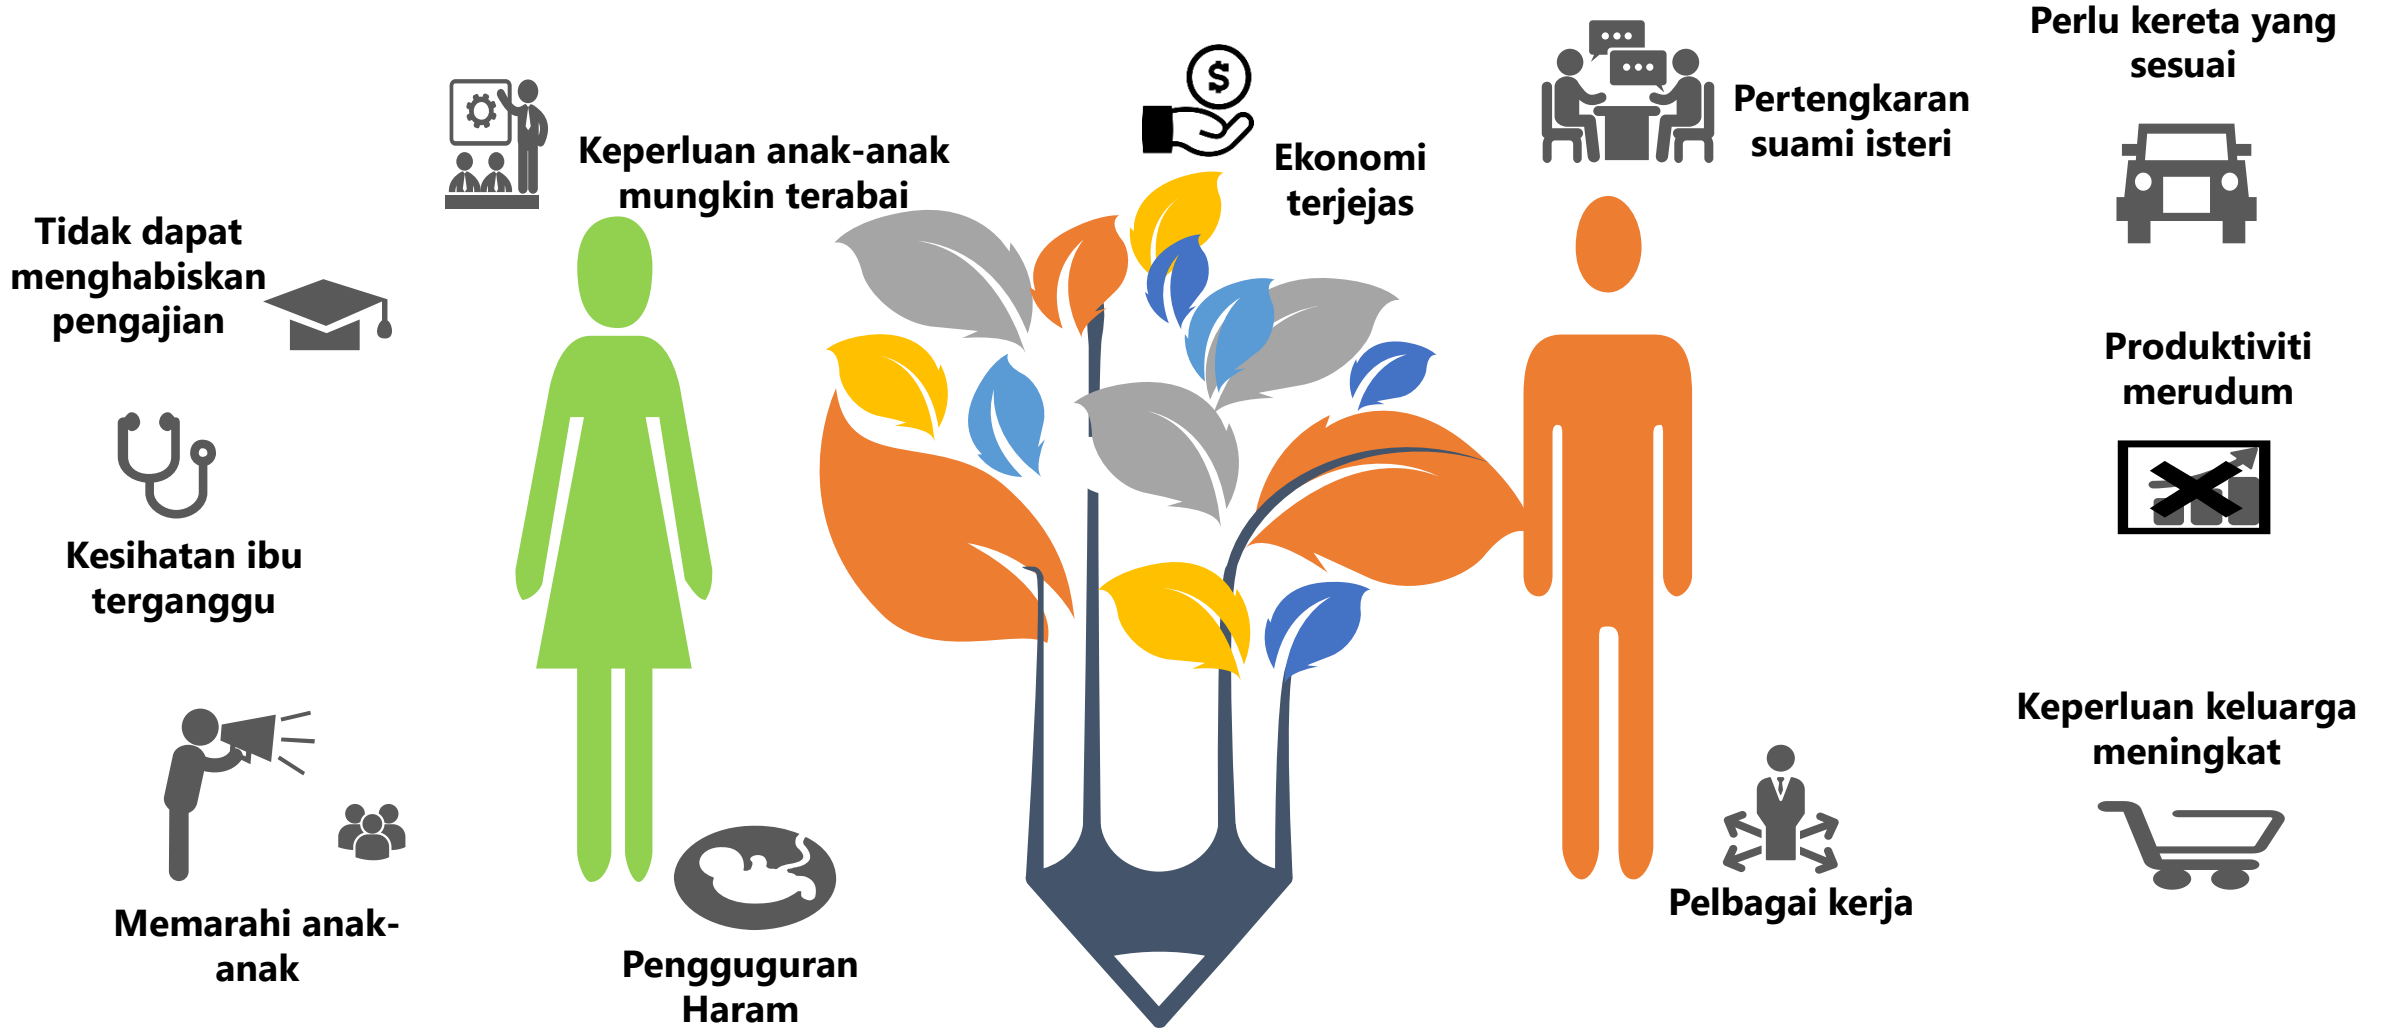 Keperluan anak-anak
mungkin terabai
Tidak dapat
menghabiskan
pengajian
Kesihatan ibu
terganggu
Memarahi anak-
anak
Pengguguran
Haram
$
Ekonomi
terjejas
Pertengkaran
suami isteri
Perlu kereta yang
sesuai
Produktiviti
merudum
Keperluan keluarga
meningkat
Pelbagai kerja